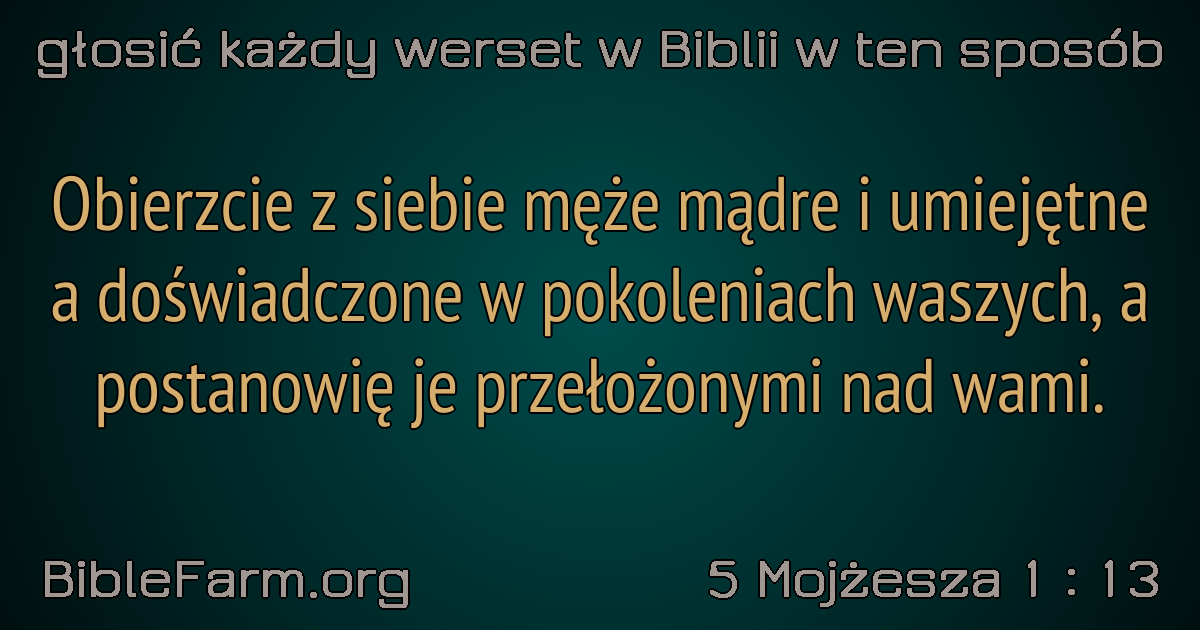 głosić każdy werset w Biblii w ten sposób
Obierzcie z siebie męże mądre i umiejętne
a doświadczone w pokoleniach waszych, a
postanowię je przełożonymi nad wami.
BibleFarm.org
5 Mojżesza 1 : 13